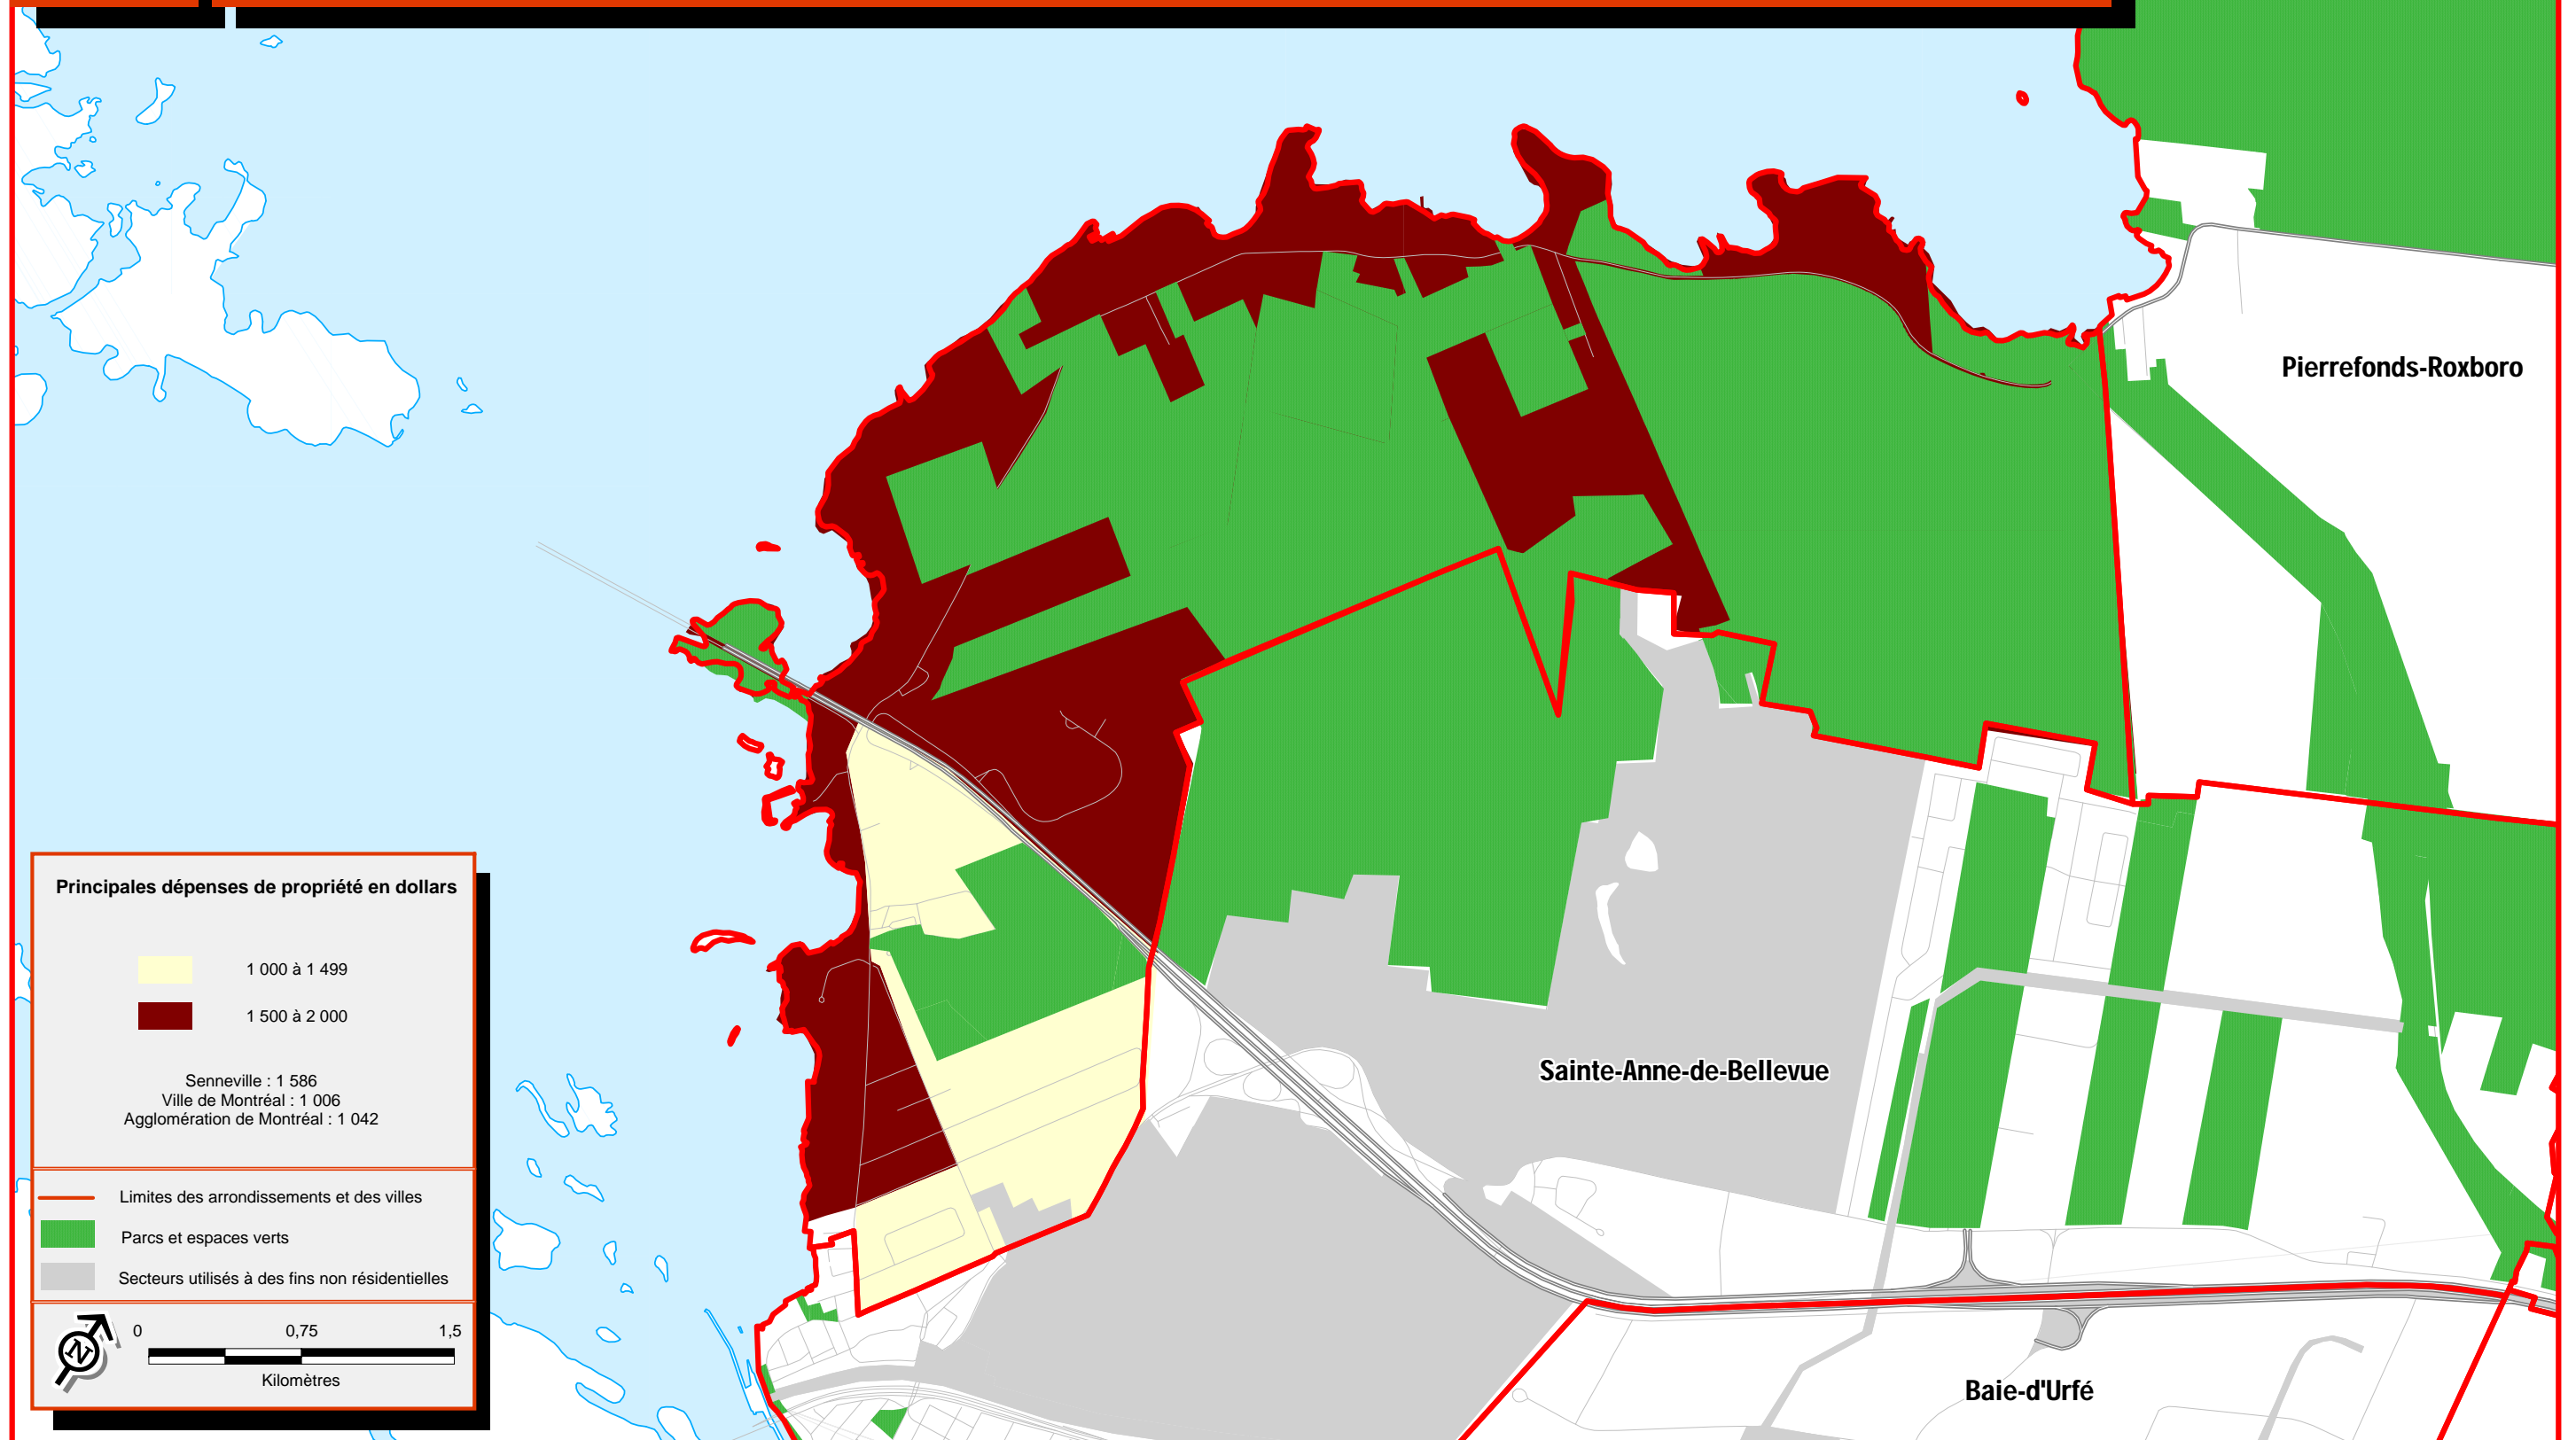 Pierrefonds-Roxboro
Principales dépenses de propriété en dollars
1 000 à 1 499
1 500 à 2 000
Senneville : 1 586
Ville de Montréal : 1 006
Agglomération de Montréal : 1 042
Sainte-Anne-de-Bellevue
Limites des arrondissements et des villes
Parcs et espaces verts
Secteurs utilisés à des fins non résidentielles
N
0 0,75 1,5
Kilomètres
Baie-d'Urfé